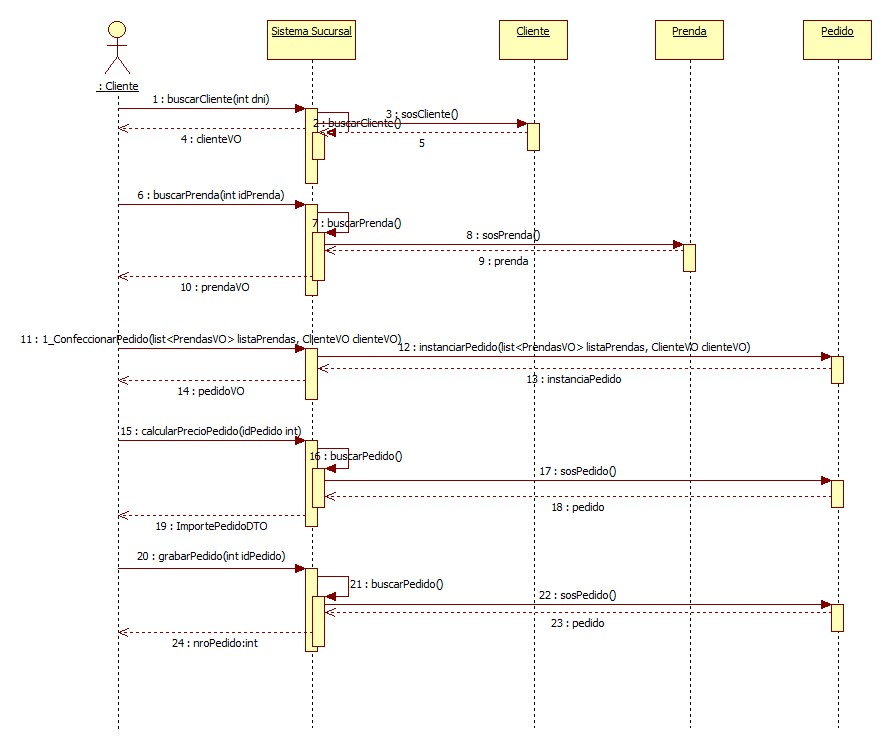 Sistema Sucursal
Cliente
Prenda
Pedido
: Cliente
1 : buscarCliente(int dni)
2 : buscarCliente()
3 : sosCliente()
4 : clienteVO
5
6 : buscarPrenda(int idPrenda)
7 : buscarPrenda()
8 : sosPrenda()
9 : prenda
10 : prendaVO
11 : 1_ConfeccionarPedido(list<PrendasVO> listaPrendas, ClienteVO clienteVO)
12 : instanciarPedido(list<PrendasVO> listaPrendas, ClienteVO clienteVO)
13 : instanciaPedido
14 : pedidoVO
15 : calcularPrecioPedido(idPedido int)
16 : buscarPedido()
17 : sosPedido()
18 : pedido
19 : ImportePedidoDTO
20 : grabarPedido(int idPedido)
21 : buscarPedido()
22 : sosPedido()
23 : pedido
24 : nroPedido:int